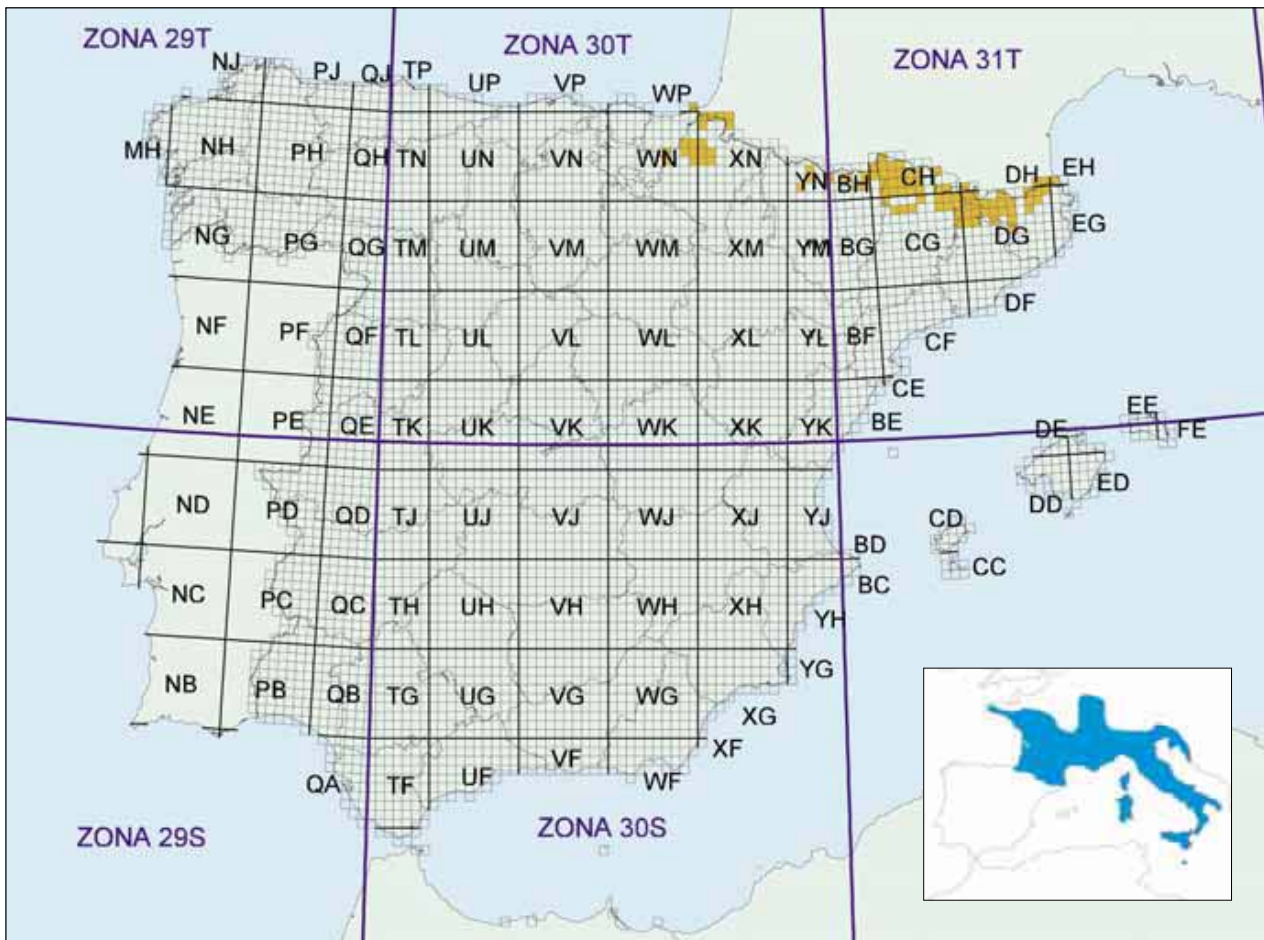 ZONA 29T
ZONA 30T
ZONA 31T
NJ PJ QJ TP UP VP WP
MH NH PH QH TN UN VN WN XN YN BH CH DH EH
NG PG QG TM UM VM WM XM YM BG CG DG EG
NF PF QF TL UL VL WL XL YL BF CF DF
NE PE QE TK UK VK WK XK YK BE CE
EE FE
DE
ND PD QD TJ UJ VJ WJ XJ YJ BD CD DD ED
NC PC QC TH UH VH WH XH YH BC CC
NB PB QB TG UG VG WG XG YG
QA TF UF VF WF XF
ZONA 29S
ZONA 30S